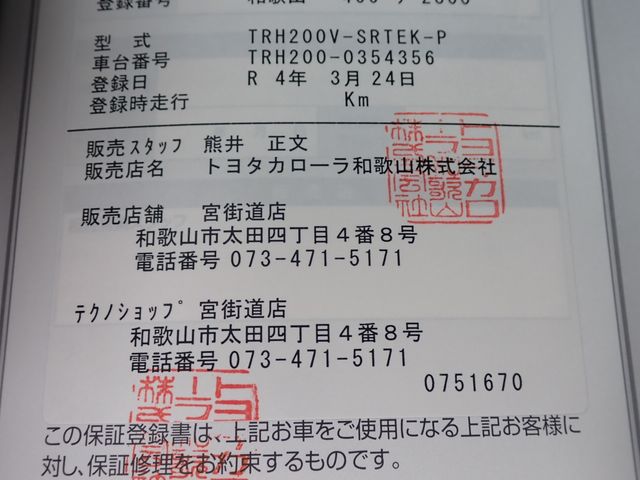 登録番号 和歌山
型式 TRH200V-SRTEK-P
車台番号 TRH200-0354356
登録日 R 4年 3月24日
登録時走行 Km
販売スタッフ 熊井 正文
販売店名 トヨタカローラ和歌山株式会社
販売店舗 宮街道店
和歌山市太田四丁目4番8号
電話番号 073-471-5171
テクノショップ 宮街道店
和歌山市太田四丁目4番8号
電話番号 073-471-5171
0751670
この保証登録書は、上記お車をご使用になる上記お客様に
対し、保証修理をお約束するものです。